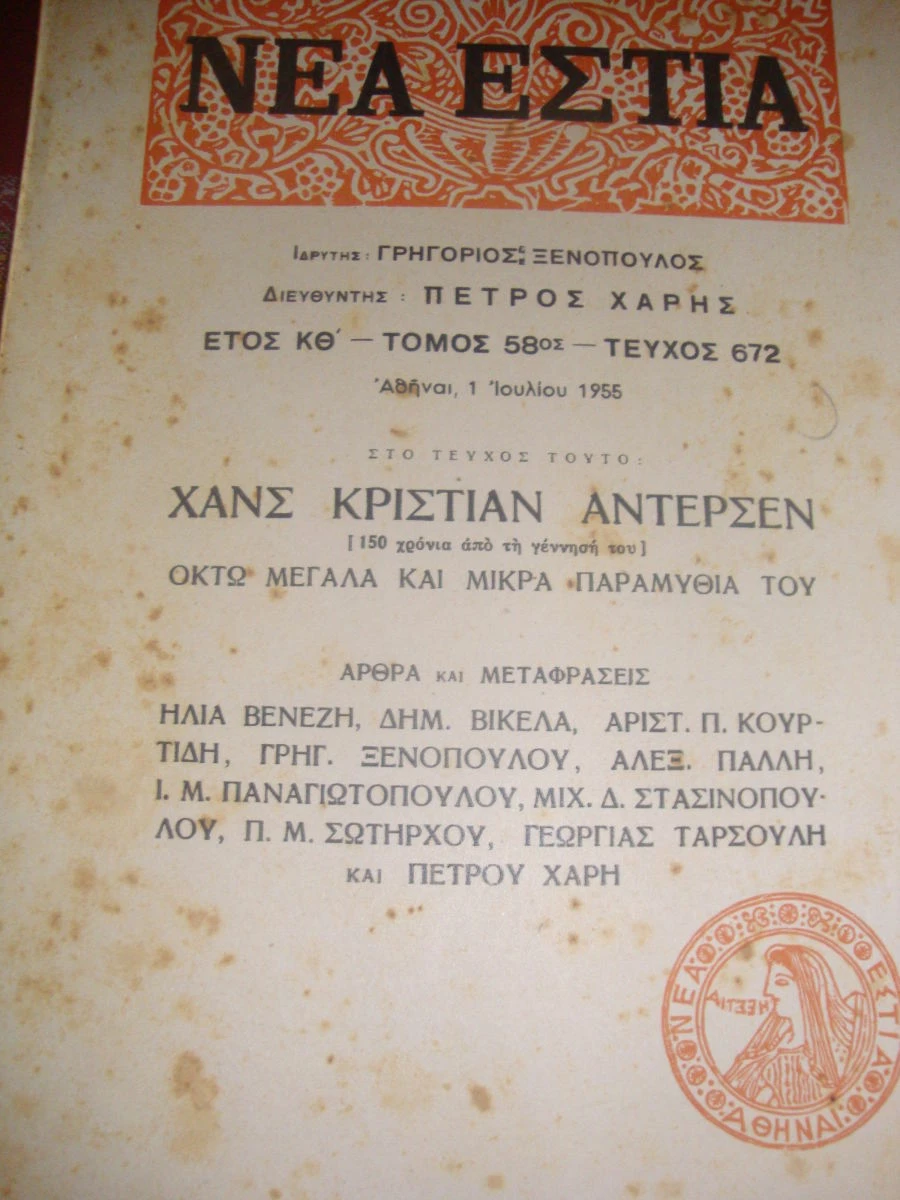 ΝΕΑ ΕΣΤΙΑ
ΙΔΡΥΤΗΣ: ΓΡΗΓΟΡΙΟΣ ΞΕΝΟΠΟΥΛΟΣ
ΔΙΕΥΘΥΝΤΗΣ : ΠΕΤΡΟΣ ΧΑΡΗΣ
ΕΤΟΣ ΚΘ΄ — ΤΟΜΟΣ 58ΟΣ — ΤΕΥΧΟΣ 672
Ἀθῆναι, 1 Ἰουλίου 1955
ΣΤΟ ΤΕΥΧΟΣ ΤΟΥΤΟ:
ΧΑΝΣ ΚΡΙΣΤΙΑΝ ΑΝΤΕΡΣΕΝ
[150 χρόνια ἀπὸ τὴ γέννησή του]
ΟΚΤΩ ΜΕΓΑΛΑ ΚΑΙ ΜΙΚΡΑ ΠΑΡΑΜΥΘΙΑ ΤΟΥ
ΑΡΘΡΑ ΚΑΙ ΜΕΤΑΦΡΑΣΕΙΣ
ΗΛΙΑ ΒΕΝΕΖΗ, ΔΗΜ. ΒΙΚΕΛΑ, ΑΡΙΣΤ. Π. ΚΟΥΡ-
ΤΙΔΗ, ΓΡΗΓ. ΞΕΝΟΠΟΥΛΟΥ, ΑΛΕΞ. ΠΑΛΛΗ,
Ι. Μ. ΠΑΝΑΓΙΩΤΟΠΟΥΛΟΥ, ΜΙΧ. Δ. ΣΤΑΣΙΝΟΠΟΥ-
ΛΟΥ, Π. Μ. ΣΩΤΗΡΧΟΥ, ΓΕΩΡΓΙΑΣ ΤΑΡΣΟΥΛΗ
ΚΑΙ ΠΕΤΡΟΥ ΧΑΡΗ
ΝΕΑ ΕΣΤΙΑ
ΑΘΗΝΑΙ